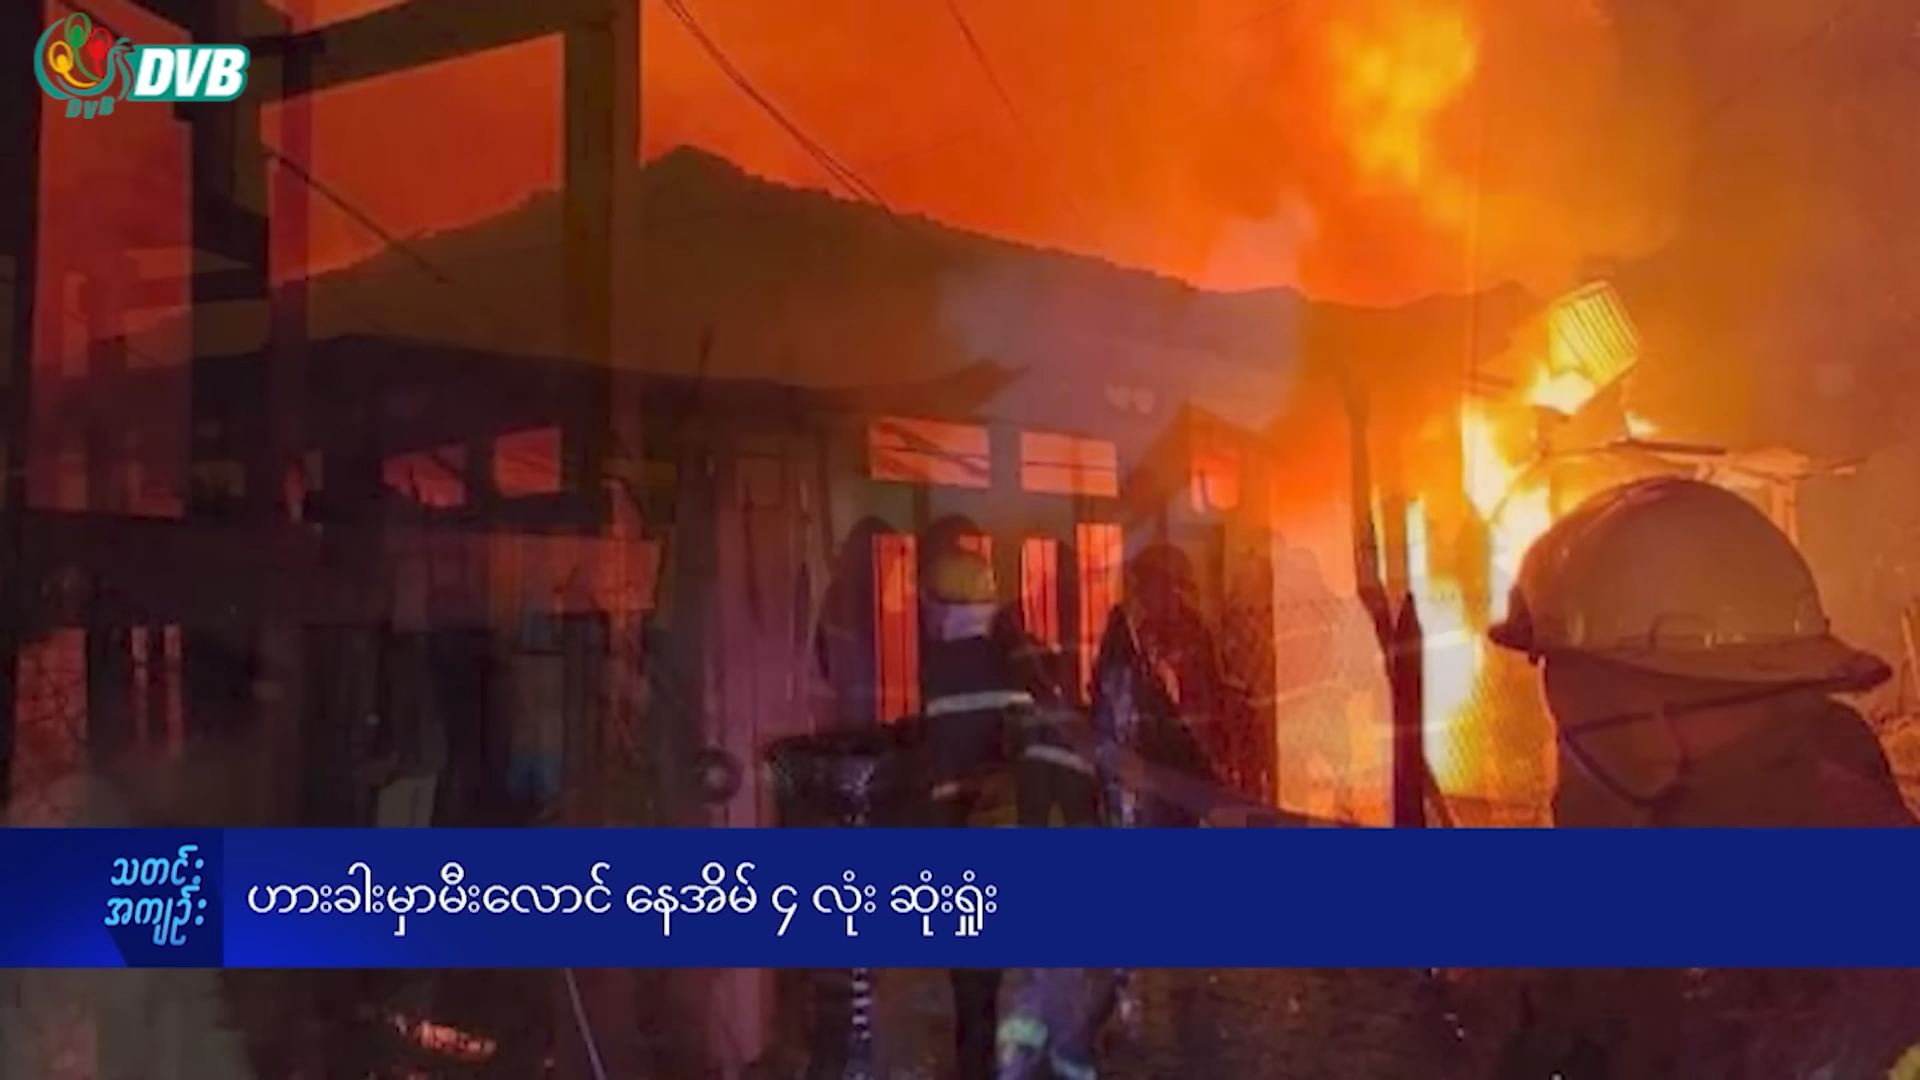 DVB
DVB
သတင်း
အကျဉ်း
ဟားခါးမှာမီးလောင် နေအိမ် ၄ လုံး ဆုံးရှုံး